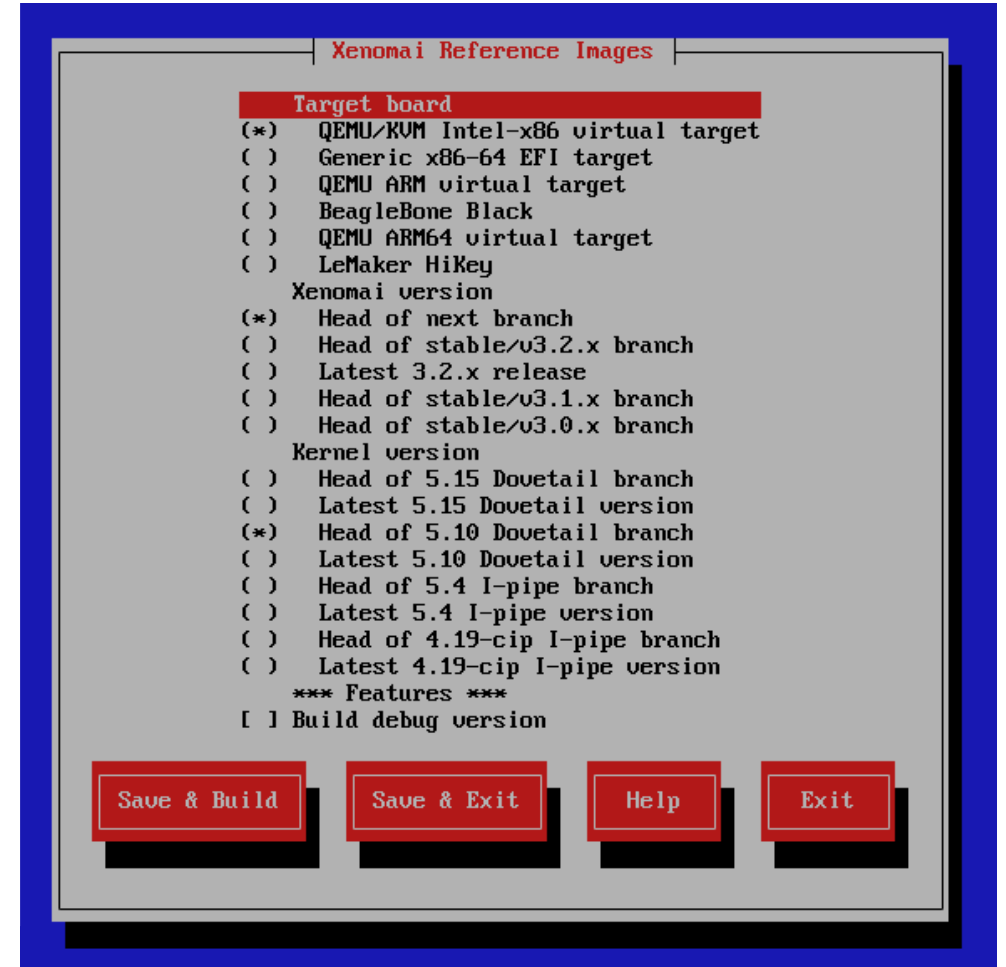 Xenomai Reference Images
Target board
(*) QEMU/KVM Intel-x86 virtual target
( ) Generic x86-64 EFI target
( ) QEMU ARM virtual target
( ) BeagleBone Black
( ) QEMU ARM64 virtual target
( ) LeMaker HiKey
Xenomai version
(*) Head of next branch
( ) Head of stable/v3.2.x branch
( ) Latest 3.2.x release
( ) Head of stable/v3.1.x branch
( ) Head of stable/v3.0.x branch
Kernel version
( ) Head of 5.15 Dovetail branch
( ) Latest 5.15 Dovetail version
(*) Head of 5.10 Dovetail branch
( ) Latest 5.10 Dovetail version
( ) Head of 5.4 I-pipe branch
( ) Latest 5.4 I-pipe version
( ) Head of 4.19-cip I-pipe branch
( ) Latest 4.19-cip I-pipe version
*** Features ***
[ ] Build debug version
Save & Build Save & Exit Help Exit